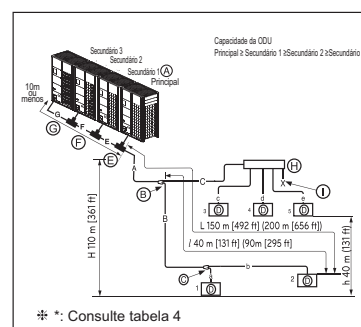 Secundário 3
Secundário 2
Secundário 1 Ⓐ
Principal
Capacidade da ODU
Principal ≥ Secundário 1 ≥Secundário 2 ≥Secundário
10m
ou
menos
G
F
E
Ⓖ
Ⓕ
Ⓔ
A
Ⓑ
C
Ⓗ
X
Ⓘ
c
d
e
3 Ⓓ
4 Ⓓ
5 Ⓓ
H 110 m [361 ft]
L 150 m [492 ft] (200 m [656 ft])
l 40 m [131 ft] (90m [295 ft]
h 40 m [131 ft]
B
Ⓒ
b
a
1 Ⓓ
2 Ⓓ
⁜ *: Consulte tabela 4